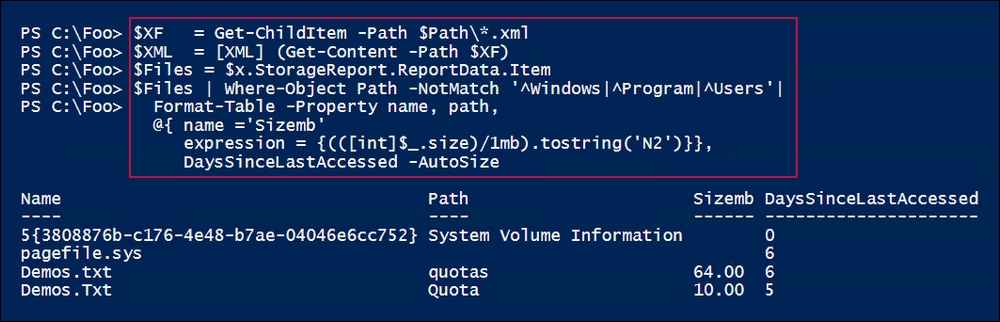 PS C:\Foo> $XF   = Get-ChildItem -Path $Path\*.xml
PS C:\Foo> $XML  = [XML] (Get-Content -Path $XF)
PS C:\Foo> $Files = $x.StorageReport.ReportData.Item
PS C:\Foo> $Files | Where-Object Path -NotMatch '^Windows|^Program|^Users'|
PS C:\Foo>   Format-Table -Property name, path,
             @{ name ='Sizemb'
                expression = {(([int]$_.size)/1mb).tostring('N2')}},
                DaysSinceLastAccessed -AutoSize
Name                                    Path                      Sizemb DaysSinceLastAccessed
----                                    ----                      ------ ---------------------
5{3808876b-c176-4e48-b7ae-04046e6cc752} System Volume Information        0
pagefile.sys                                                             6
Demos.txt                               quotas                    64.00  6
Demos.Txt                               Quota                     10.00  5